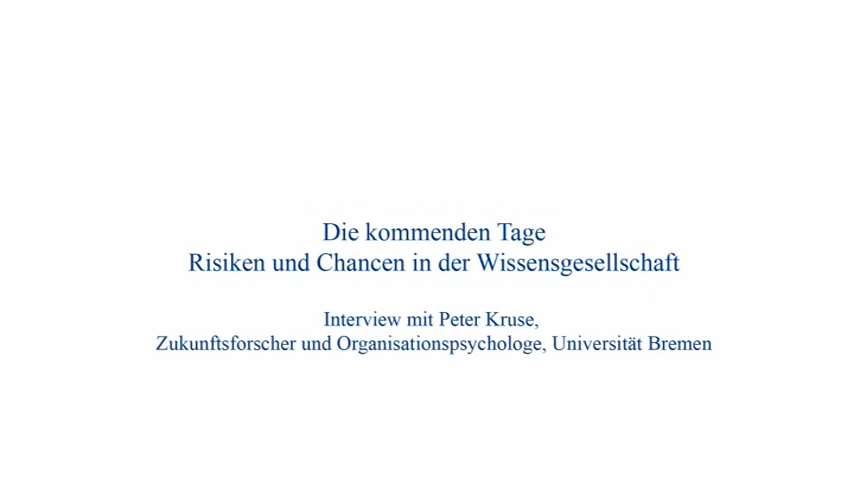 Die kommenden Tage
Risiken und Chancen in der Wissensgesellschaft
Interview mit Peter Kruse,
Zukunftsforscher und Organisationspsychologe, Universität Bremen